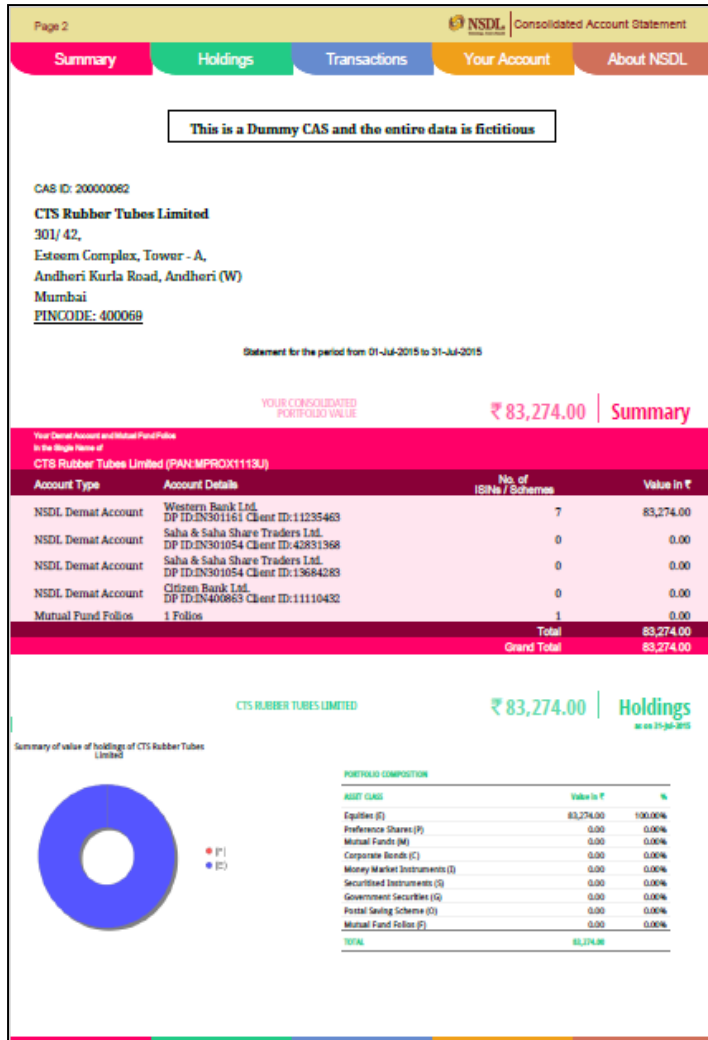 Page 2
NSDL Consolidated Account Statement
Summary Holdings Transactions Your Account About NSDL
This is a Dummy CAS and the entire data is fictitious
CAS ID: 200000062
CTS Rubber Tubes Limited
301/ 42,
Esteem Complex, Tower - A,
Andheri Kurla Road, Andheri (W)
Mumbai
PINCODE: 400069
Statement for the period from 01-Jul-2015 to 31-Jul-2015
YOUR CONSOLIDATED
PORTFOLIO VALUE
₹ 83,274.00 Summary
Your Demat Account and Mutual Fund Folios
In the Single Name of
CTS Rubber Tubes Limited (PAN:MPROX1113U)
Account Type Account Details No. of ISINs / Schemes Value in ₹
NSDL Demat Account Western Bank Ltd. 7 83,274.00
DP ID:IN301161 Client ID:11235463
NSDL Demat Account Saha & Saha Share Traders Ltd. 0 0.00
DP ID:IN301054 Client ID:42831368
NSDL Demat Account Saha & Saha Share Traders Ltd. 0 0.00
DP ID:IN301054 Client ID:13684283
NSDL Demat Account Citizen Bank Ltd. 0 0.00
DP ID:IN400863 Client ID:11110432
Mutual Fund Folios 1 Folios 1 0.00
Total 83,274.00
Grand Total 83,274.00
CTS RUBBER TUBES LIMITED ₹ 83,274.00 Holdings
as on 31-Jul-2015
Summary of value of holdings of CTS Rubber Tubes
Limited
PORTFOLIO COMPOSITION
ASSET CLASS Value in ₹ %
Equities (E) 83,274.00 100.00%
Preference Shares (P) 0.00 0.00%
Mutual Funds (M) 0.00 0.00%
Corporate Bonds (C) 0.00 0.00%
Money Market Instruments (I) 0.00 0.00%
Securitised Instruments (S) 0.00 0.00%
Government Securities (G) 0.00 0.00%
Postal Saving Scheme (O) 0.00 0.00%
Mutual Fund Folios (F) 0.00 0.00%
TOTAL 83,274.00